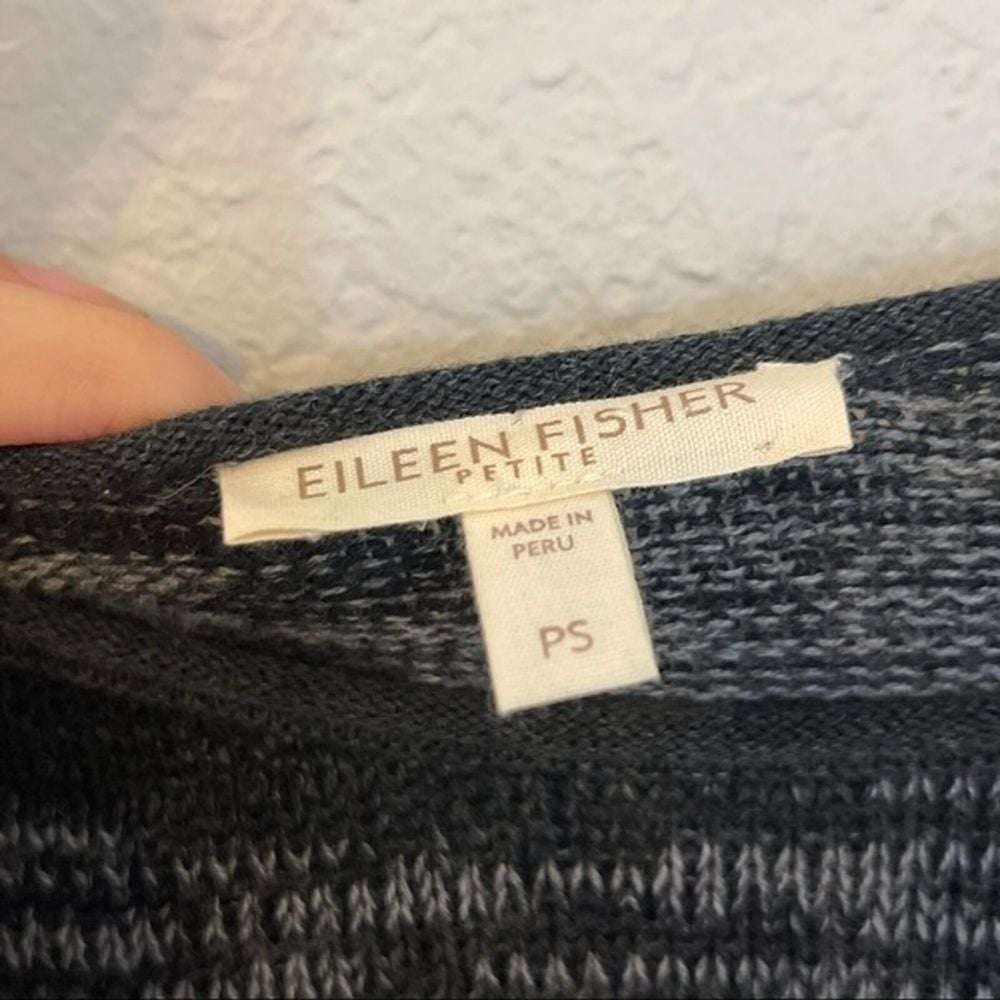 EILEEN FISHER
PETITE
MADE IN
PERU
PS